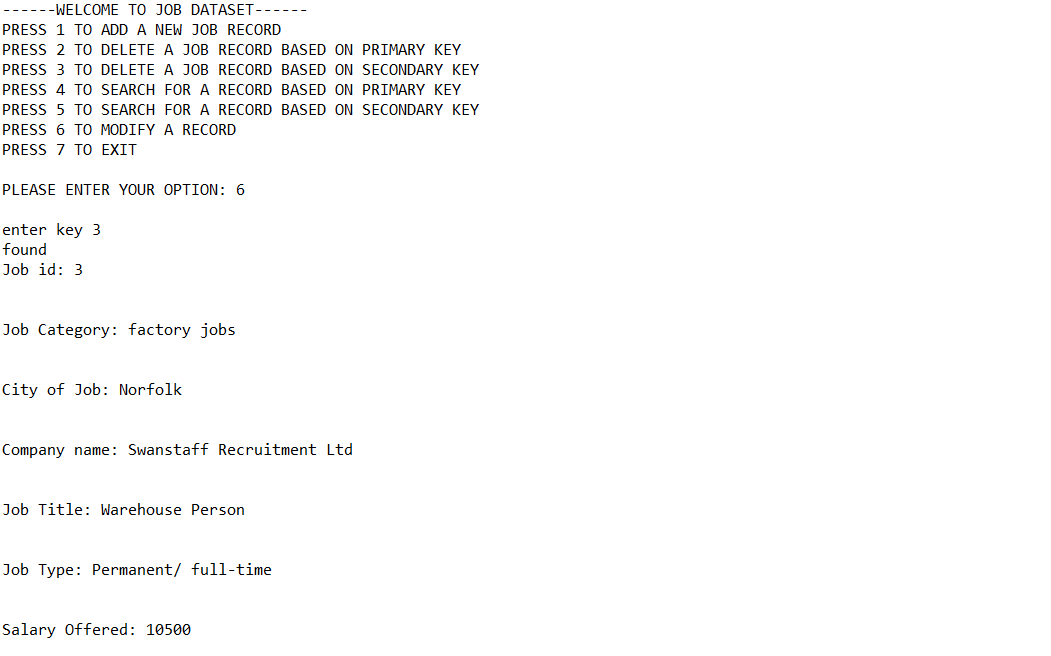 ------WELCOME TO JOB DATASET------
PRESS 1 TO ADD A NEW JOB RECORD
PRESS 2 TO DELETE A JOB RECORD BASED ON PRIMARY KEY
PRESS 3 TO DELETE A JOB RECORD BASED ON SECONDARY KEY
PRESS 4 TO SEARCH FOR A RECORD BASED ON PRIMARY KEY
PRESS 5 TO SEARCH FOR A RECORD BASED ON SECONDARY KEY
PRESS 6 TO MODIFY A RECORD
PRESS 7 TO EXIT
PLEASE ENTER YOUR OPTION: 6
enter key 3
found
Job id: 3
Job Category: factory jobs
City of Job: Norfolk
Company name: Swanstaff Recruitment Ltd
Job Title: Warehouse Person
Job Type: Permanent/ full-time
Salary Offered: 10500